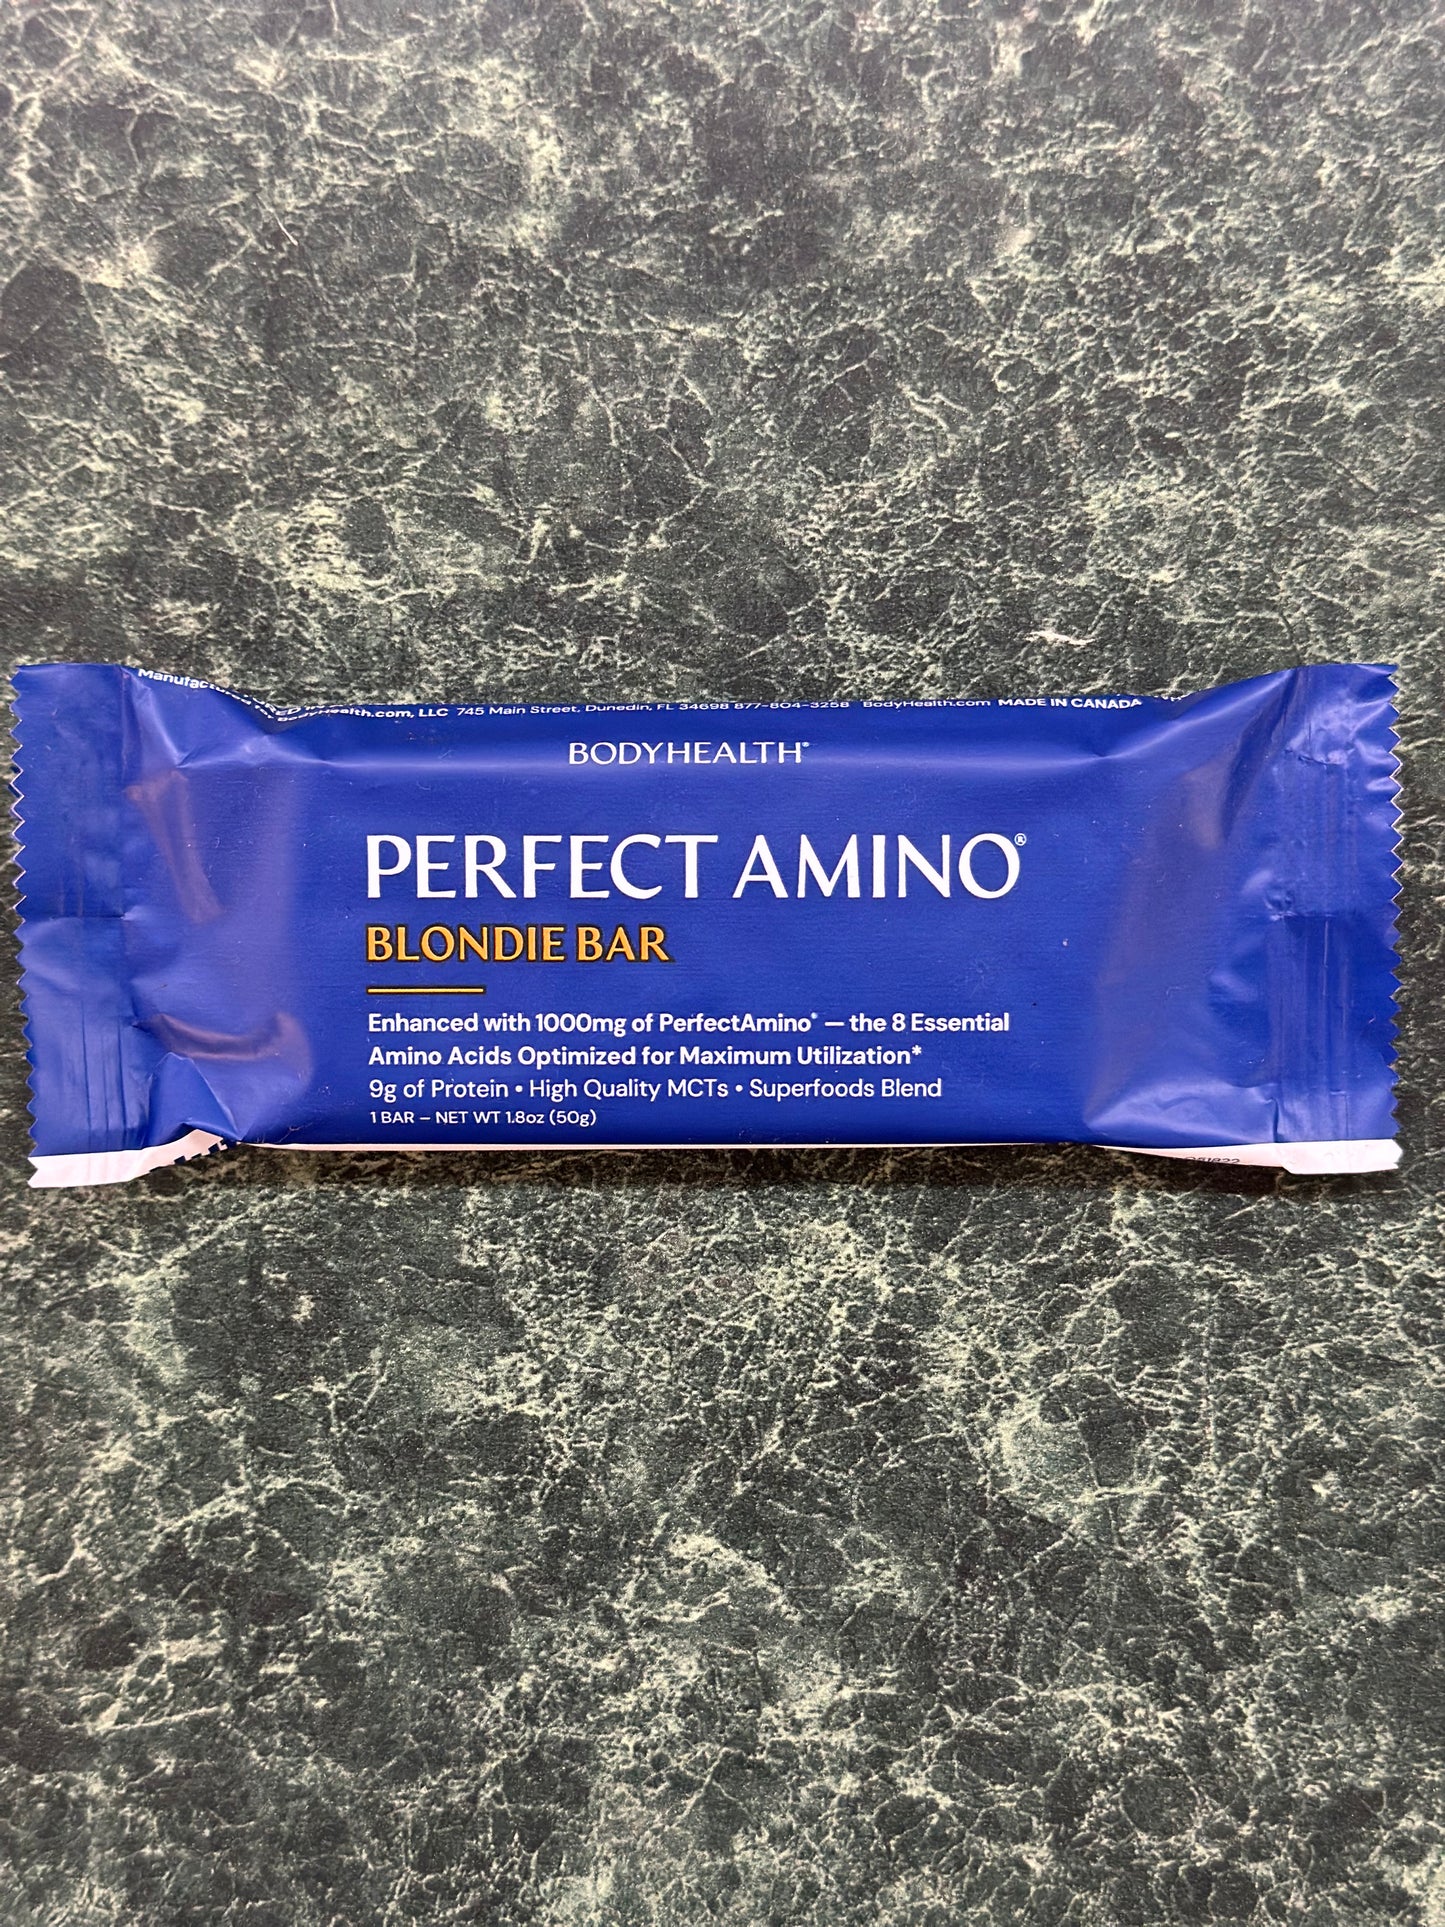 BodyHealth.com, LLC 745 Main Street, Dunedin, FL 34698 877-804-3258 BodyHealth.com MADE IN CANADA
BODYHEALTH®
PERFECT AMINO®
BLONDIE BAR
Enhanced with 1000mg of PerfectAmino® — the 8 Essential
Amino Acids Optimized for Maximum Utilization*
9g of Protein • High Quality MCTs • Superfoods Blend
1 BAR – NET WT 1.8oz (50g)